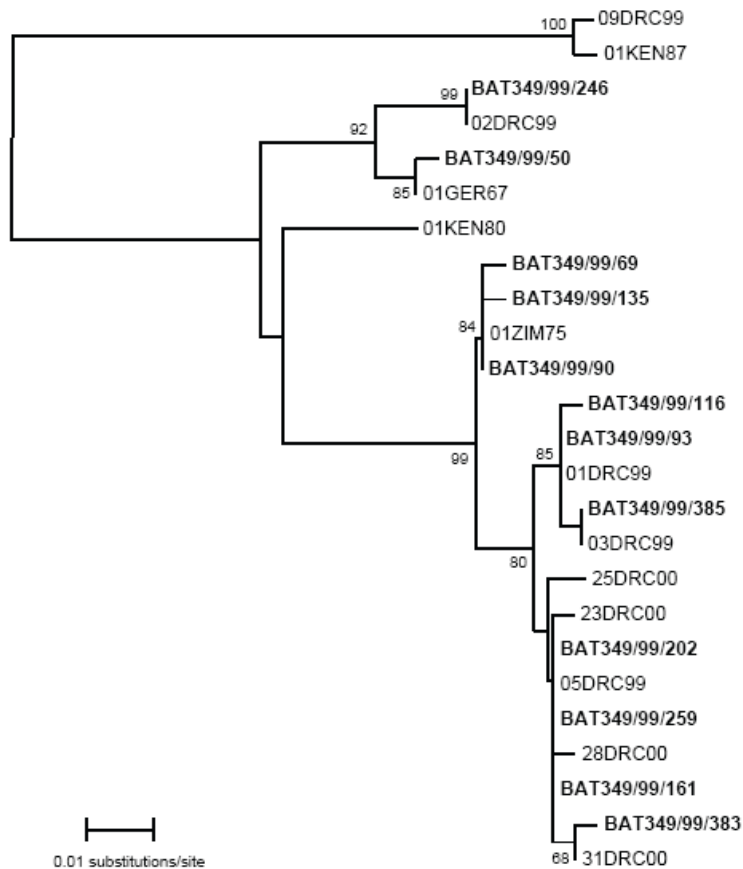 100
09DRC99
01KEN87
99
BAT349/99/246
92
02DRC99
BAT349/99/50
85
01GER67
01KEN80
BAT349/99/69
BAT349/99/135
84
01ZIM75
BAT349/99/90
BAT349/99/116
BAT349/99/93
99
85
01DRC99
BAT349/99/385
03DRC99
80
25DRC00
23DRC00
BAT349/99/202
05DRC99
BAT349/99/259
28DRC00
BAT349/99/161
BAT349/99/383
68
31DRC00
0.01 substitutions/site